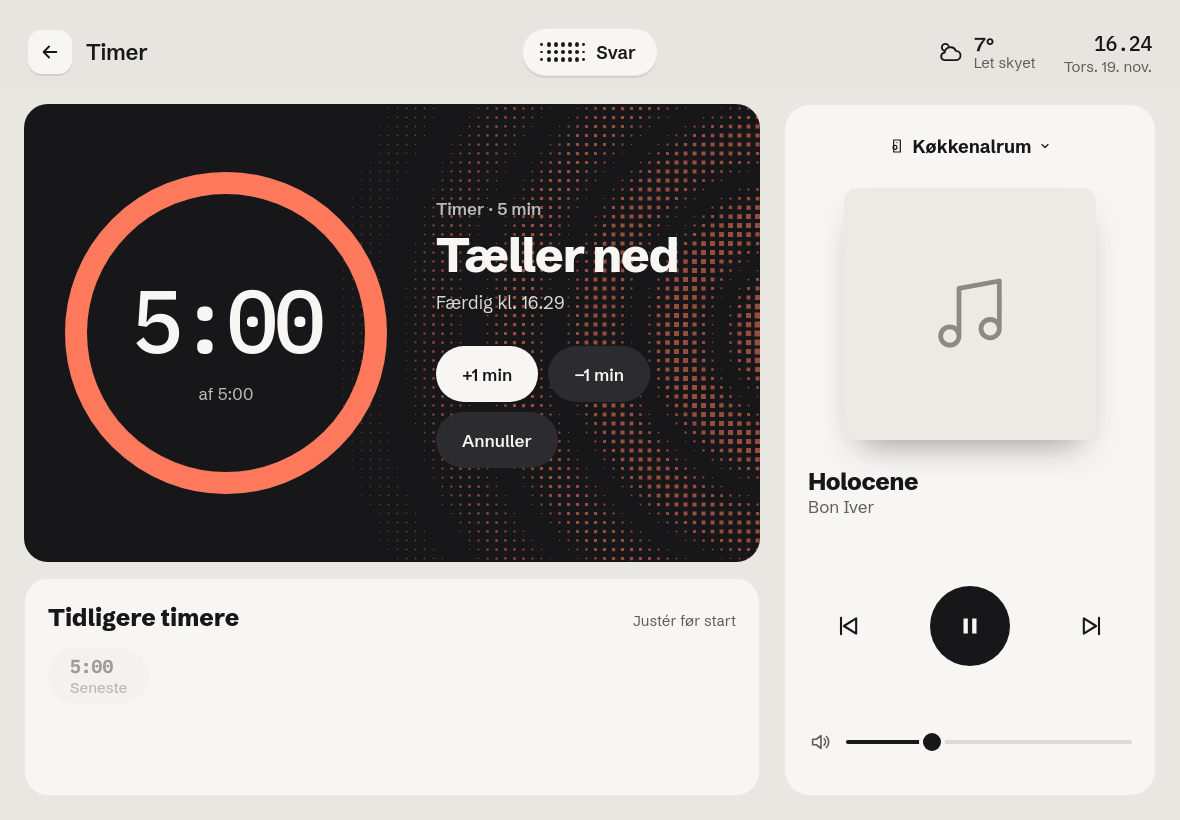 Timer
Svar
7°
Let skyet
16.24
Tors. 19. nov.
5:00
af 5:00
Timer · 5 min
Tæller ned
Færdig kl. 16.29
+1 min
−1 min
Annuller
Tidligere timere
Justér før start
5:00
Seneste
Køkkenalrum
Holocene
Bon Iver